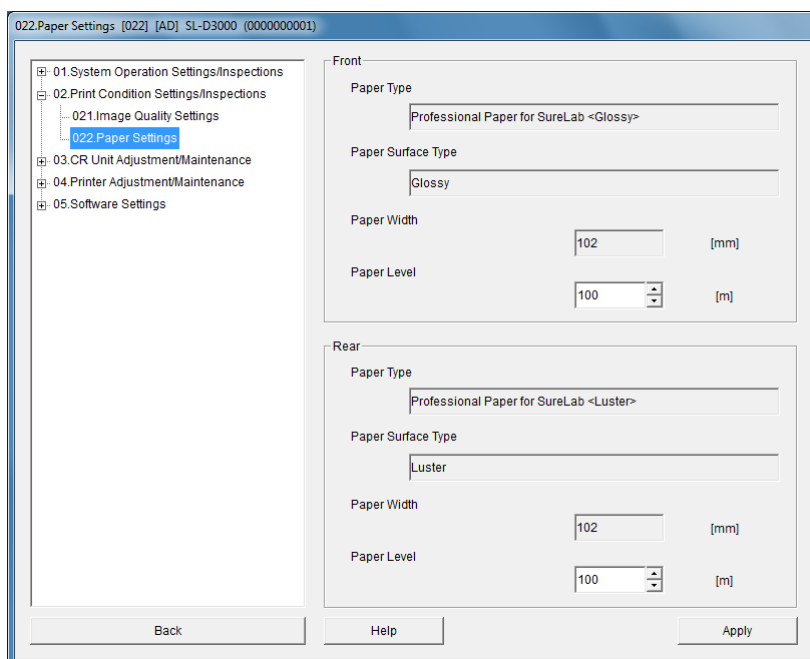 022.Paper Settings [022] [AD] SL-D3000 (0000000001)
01.System Operation Settings/Inspections
02.Print Condition Settings/Inspections
021.Image Quality Settings
022.Paper Settings
03.CR Unit Adjustment/Maintenance
04.Printer Adjustment/Maintenance
05.Software Settings
Front
Paper Type
Professional Paper for SureLab <Glossy>
Paper Surface Type
Glossy
Paper Width
102 [mm]
Paper Level
100 [m]
Rear
Paper Type
Professional Paper for SureLab <Luster>
Paper Surface Type
Luster
Paper Width
102 [mm]
Paper Level
100 [m]
Back Help Apply